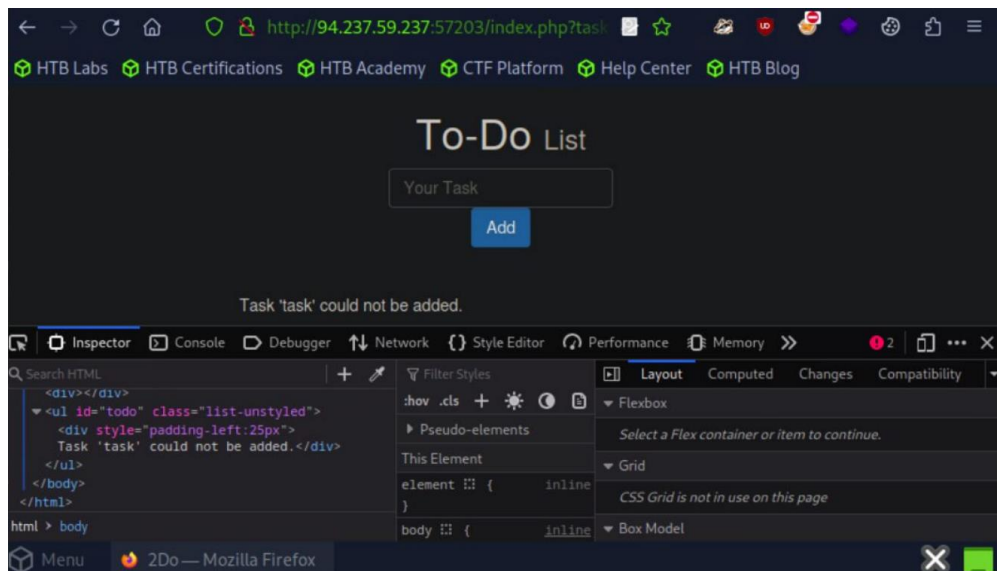 http://94.237.59.237:57203/index.php?task
HTB Labs HTB Certifications HTB Academy CTF Platform Help Center HTB Blog
To-Do List
Your Task
Add
Task 'task' could not be added.
Inspector Console Debugger Network Style Editor Performance Memory 2
Search HTML
<div></div>
<ul id="todo" class="list-unstyled">
<div style="padding-left:25px">
Task 'task' could not be added.</div>
</ul>
</body>
</html>
html > body
Filter Styles
:hov .cls
Pseudo-elements
This Element
element { inline
}
body { inline
Layout Computed Changes Compatibility
Flexbox
Select a Flex container or item to continue.
Grid
CSS Grid is not in use on this page
Box Model
Menu 2Do — Mozilla Firefox